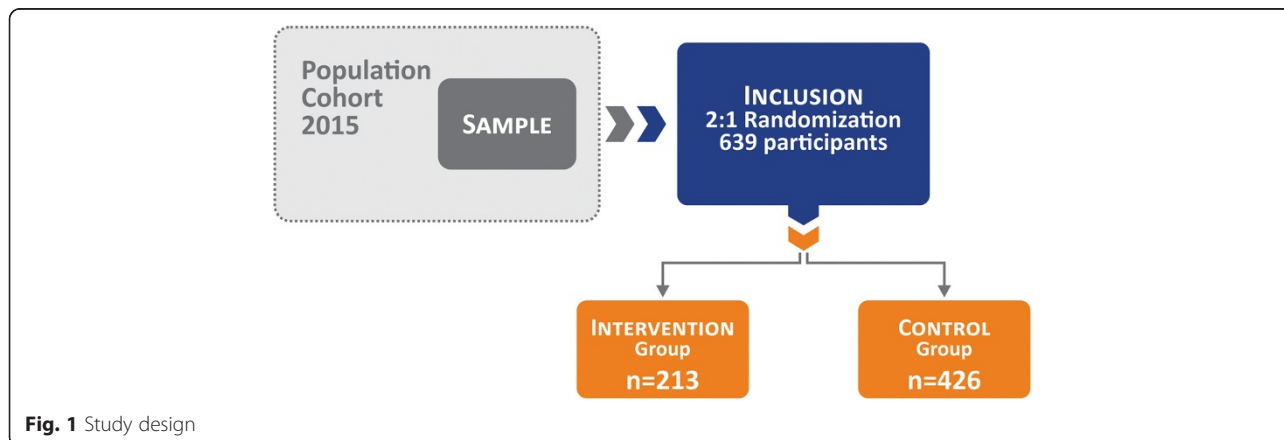 Population
Cohort
2015
SAMPLE
INCLUSION
2:1 Randomization
639 participants
INTERVENTION
Group
n=213
CONTROL
Group
n=426
Fig. 1 Study design